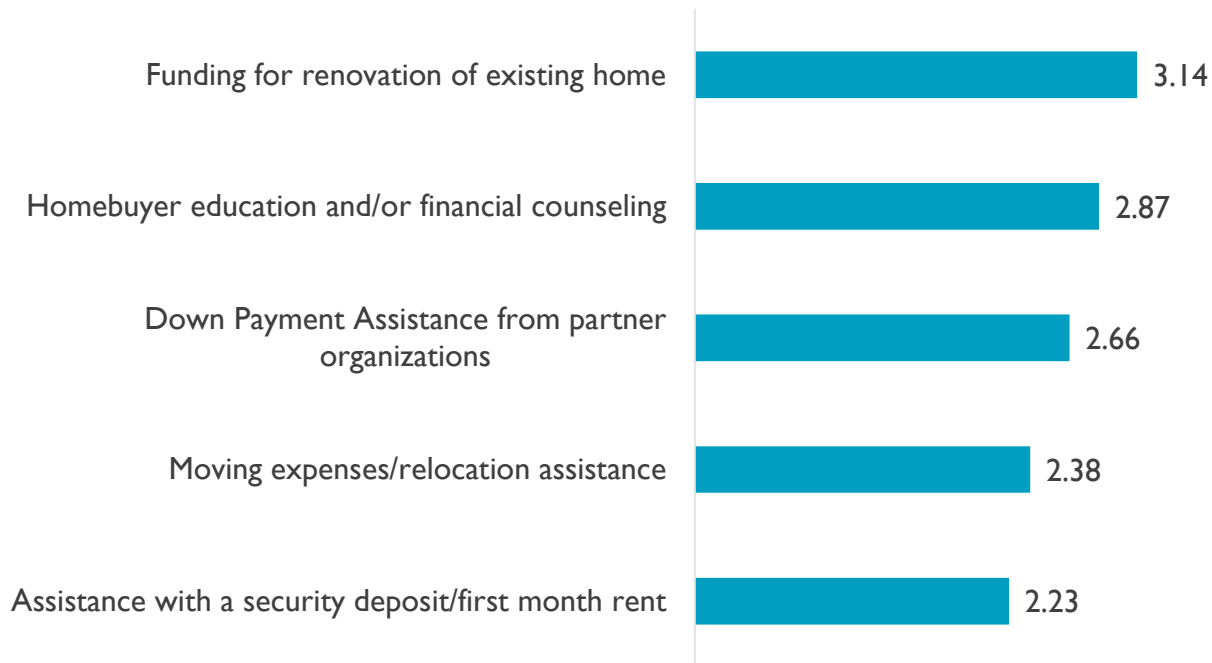 Funding for renovation of existing home
3.14
Homebuyer education and/or financial counseling
2.87
Down Payment Assistance from partner
organizations
2.66
Moving expenses/relocation assistance
2.38
Assistance with a security deposit/first month rent
2.23